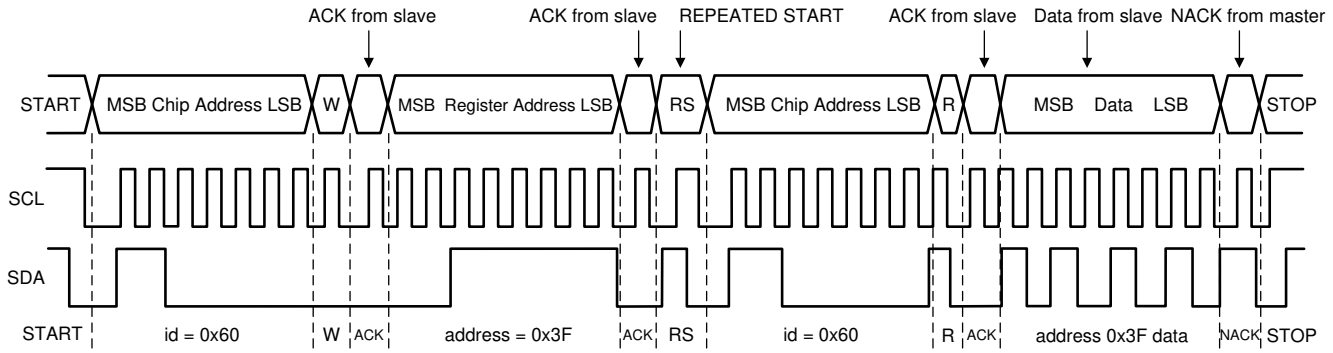 ACK from slave ACK from slave REPEATED START ACK from slave Data from slave NACK from master
START MSB Chip Address LSB W MSB Register Address LSB RS MSB Chip Address LSB R MSB Data LSB STOP
SCL
SDA
START id = 0x60 W ACK address = 0x3F ACK RS id = 0x60 R ACK address 0x3F data NACK STOP